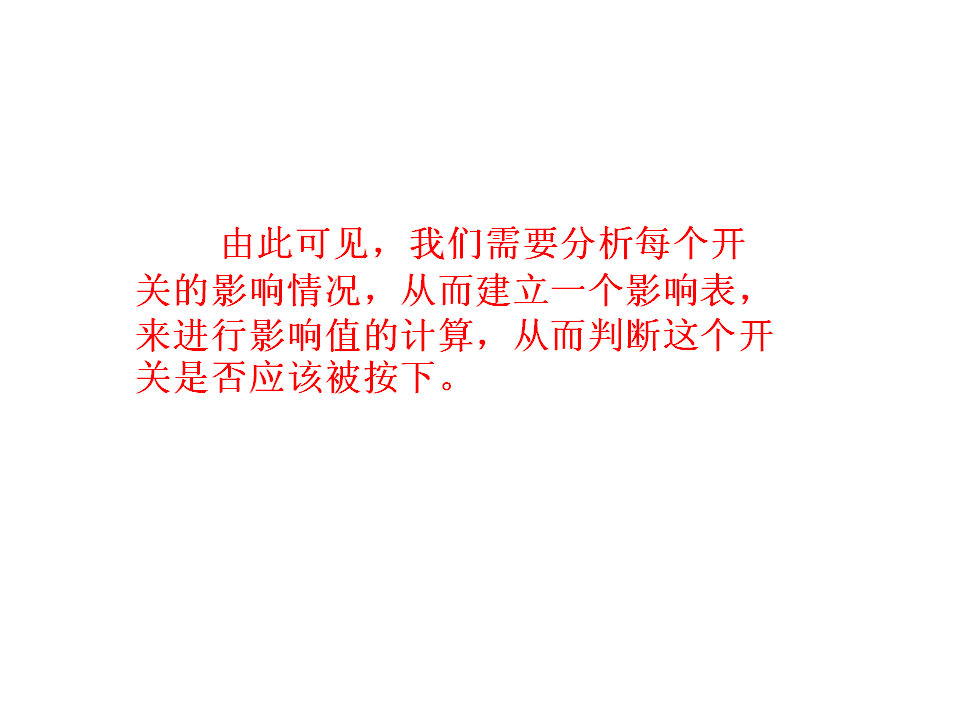 由此可见，我们需要分析每个开
关的影响情况，从而建立一个影响表，
来进行影响值的计算，从而判断这个开
关是否应该被按下。